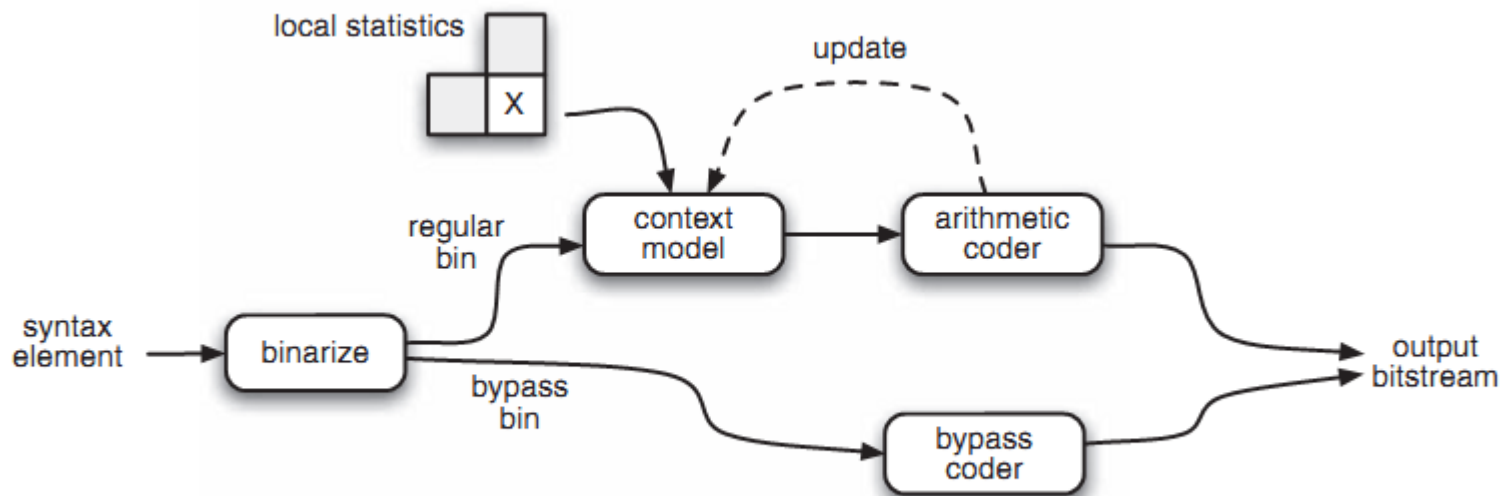 local statistics
X
update
regular
bin
context
model
arithmetic
coder
syntax
element
binarize
bypass
bin
bypass
coder
output
bitstream